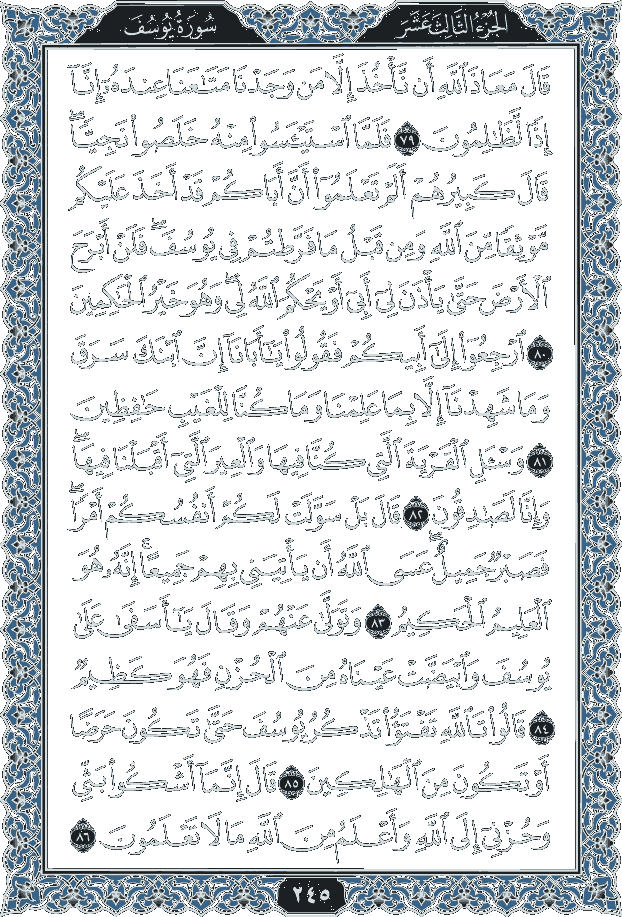 الجزء الثالث عشر
سورة يوسف
قَالَ مَعَاذَ ٱللَّهِ أَن نَّأۡخُذَ إِلَّا مَن وَجَدۡنَا مَتَٰعَنَا عِندَهُۥٓ إِنَّآ
إِذٗا لَّظَٰلِمُونَ ٧٩ فَلَمَّا ٱسۡتَيۡـَٔسُواْ مِنۡهُ خَلَصُواْ نَجِيّٗاۖ
قَالَ كَبِيرُهُمۡ أَلَمۡ تَعۡلَمُوٓاْ أَنَّ أَبَاكُمۡ قَدۡ أَخَذَ عَلَيۡكُم
مَّوۡثِقٗا مِّنَ ٱللَّهِ وَمِن قَبۡلُ مَا فَرَّطتُمۡ فِي يُوسُفَۖ فَلَنۡ أَبۡرَحَ
ٱلۡأَرۡضَ حَتَّىٰ يَأۡذَنَ لِيٓ أَبِيٓ أَوۡ يَحۡكُمَ ٱللَّهُ لِيۖ وَهُوَ خَيۡرُ ٱلۡحَٰكِمِينَ
٨٠ ٱرۡجِعُوٓاْ إِلَىٰٓ أَبِيكُمۡ فَقُولُواْ يَٰٓأَبَانَآ إِنَّ ٱبۡنَكَ سَرَقَ
وَمَا شَهِدۡنَآ إِلَّا بِمَا عَلِمۡنَا وَمَا كُنَّا لِلۡغَيۡبِ حَٰفِظِينَ
٨١ وَسۡـَٔلِ ٱلۡقَرۡيَةَ ٱلَّتِي كُنَّا فِيهَا وَٱلۡعِيرَ ٱلَّتِيٓ أَقۡبَلۡنَا فِيهَاۖ
وَإِنَّا لَصَٰدِقُونَ ٨٢ قَالَ بَلۡ سَوَّلَتۡ لَكُمۡ أَنفُسُكُمۡ أَمۡرٗاۖ
فَصَبۡرٞ جَمِيلٌۖ عَسَى ٱللَّهُ أَن يَأۡتِيَنِي بِهِمۡ جَمِيعًاۚ إِنَّهُۥ هُوَ
ٱلۡعَلِيمُ ٱلۡحَكِيمُ ٨٣ وَتَوَلَّىٰ عَنۡهُمۡ وَقَالَ يَٰٓأَسَفَىٰ عَلَىٰ
يُوسُفَ وَٱبۡيَضَّتۡ عَيۡنَاهُ مِنَ ٱلۡحُزۡنِ فَهُوَ كَظِيمٞ
٨٤ قَالُواْ تَٱللَّهِ تَفۡتَؤُاْ تَذۡكُرُ يُوسُفَ حَتَّىٰ تَكُونَ حَرَضًا
أَوۡ تَكُونَ مِنَ ٱلۡهَٰلِكِينَ ٨٥ قَالَ إِنَّمَآ أَشۡكُواْ بَثِّي
وَحُزۡنِيٓ إِلَى ٱللَّهِ وَأَعۡلَمُ مِنَ ٱللَّهِ مَا لَا تَعۡلَمُونَ ٨٦
٢٤٥